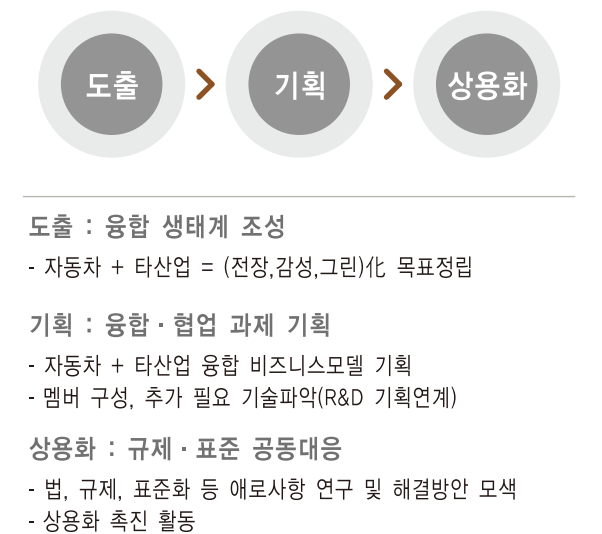 도출 > 기획 > 상용화
도출 : 융합 생태계 조성
- 자동차 + 타산업 = (전장,감성,그린)化 목표정립
기획 : 융합·협업 과제 기획
- 자동차 + 타산업 융합 비즈니스모델 기획
- 멤버 구성, 추가 필요 기술파악(R&D 기획연계)
상용화 : 규제·표준 공동대응
- 법, 규제, 표준화 등 애로사항 연구 및 해결방안 모색
- 상용화 촉진 활동